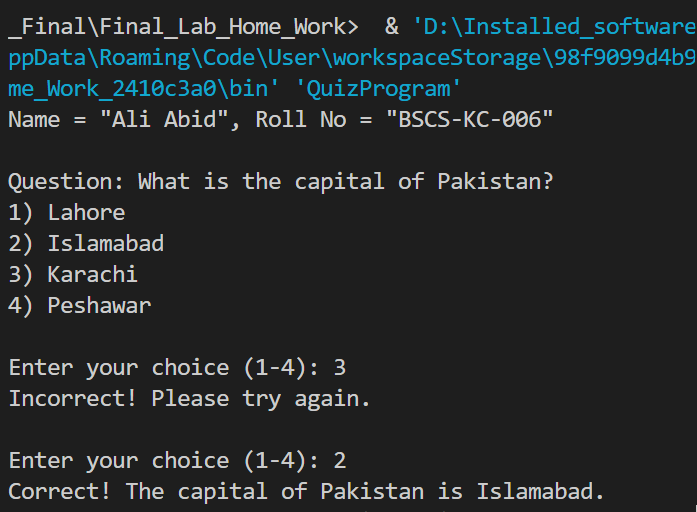 _Final\Final_Lab_Home_Work>  & 'D:\Installed_software
ppData\Roaming\Code\User\workspaceStorage\98f9099d4b9
me_Work_2410c3a0\bin' 'QuizProgram'
Name = "Ali Abid", Roll No = "BSCS-KC-006"
Question: What is the capital of Pakistan?
1) Lahore
2) Islamabad
3) Karachi
4) Peshawar
Enter your choice (1-4): 3
Incorrect! Please try again.
Enter your choice (1-4): 2
Correct! The capital of Pakistan is Islamabad.